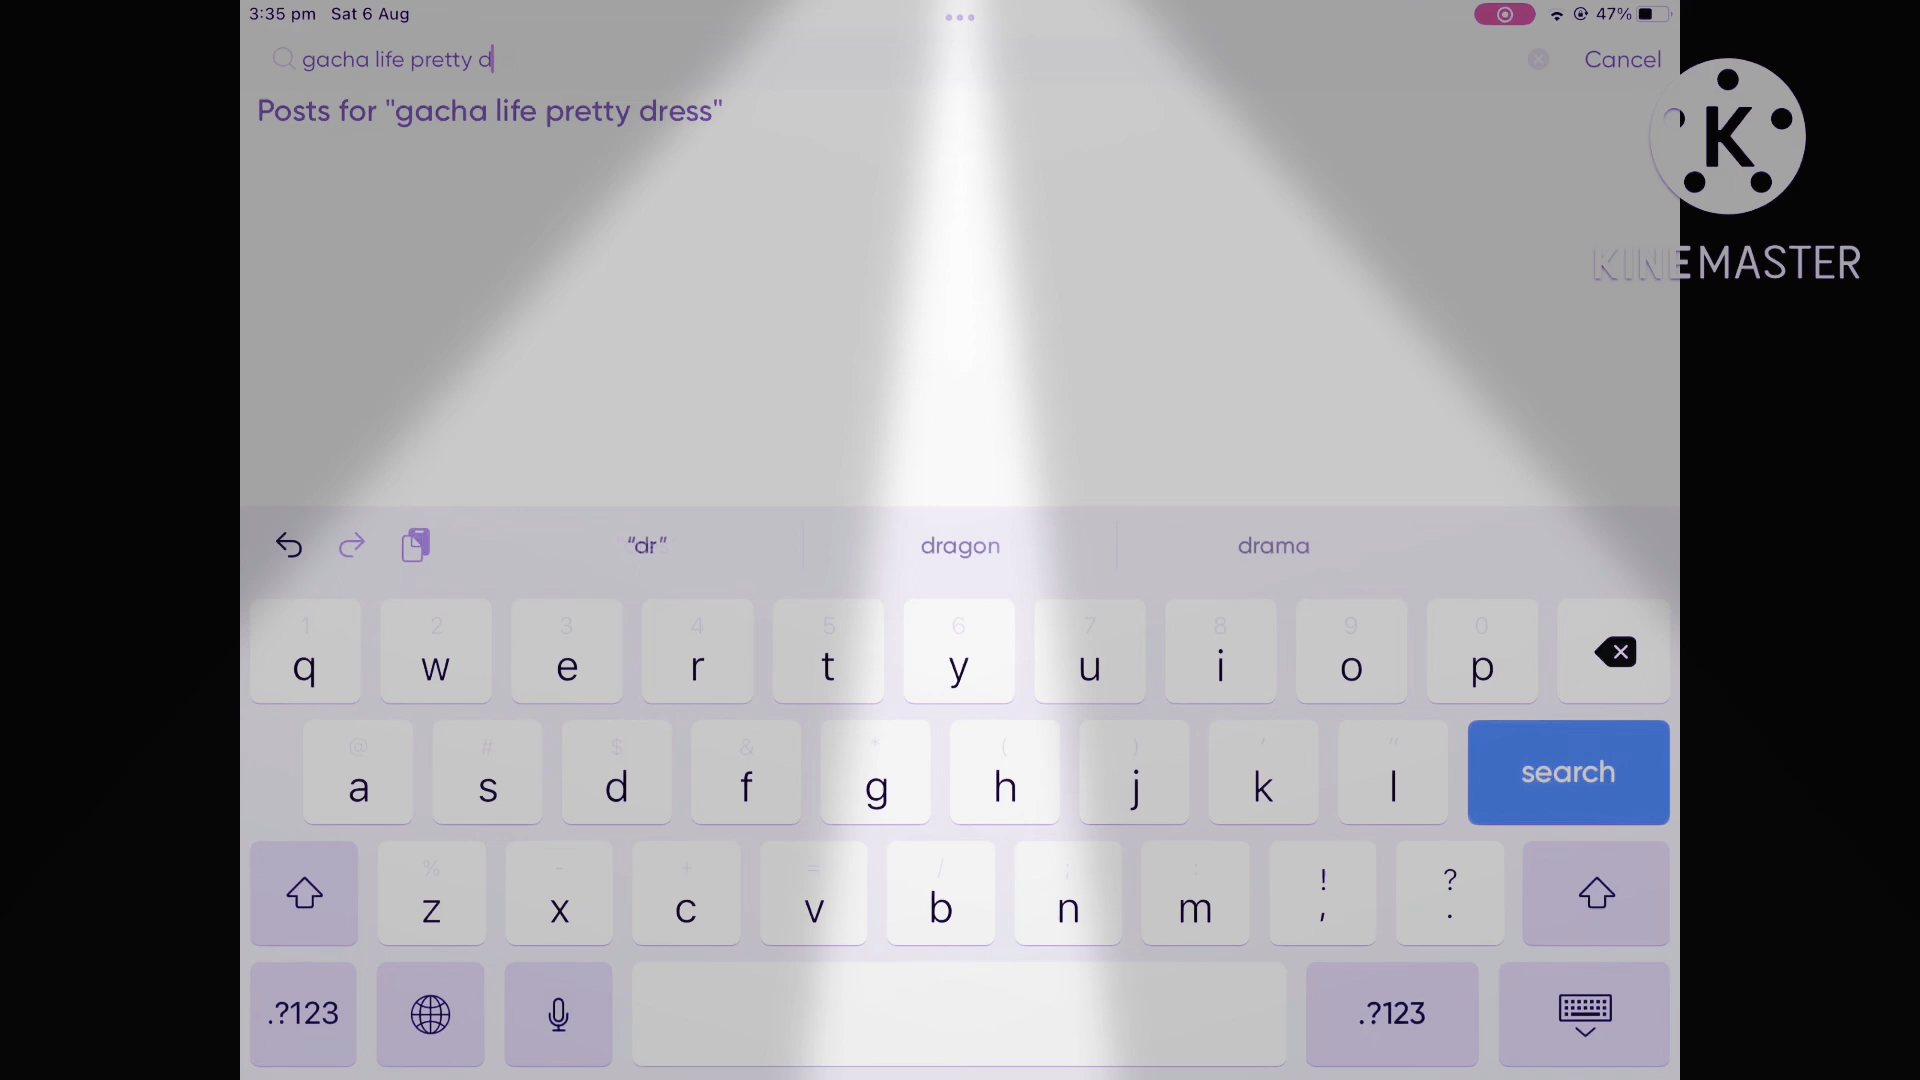 3:35 pm Sat 6 Aug 47%
gacha life pretty d Cancel
Posts for "gacha life pretty dress"
K
KINEMASTER
“dr” dragon drama
1 2 3 4 5 6 7 8 9 0
q w e r t y u i o p
@ # $ & * ( ) ' "
a s d f g h j k l search
% - + = / ; : ! ?
z x c v b n m , .
.?123 .?123